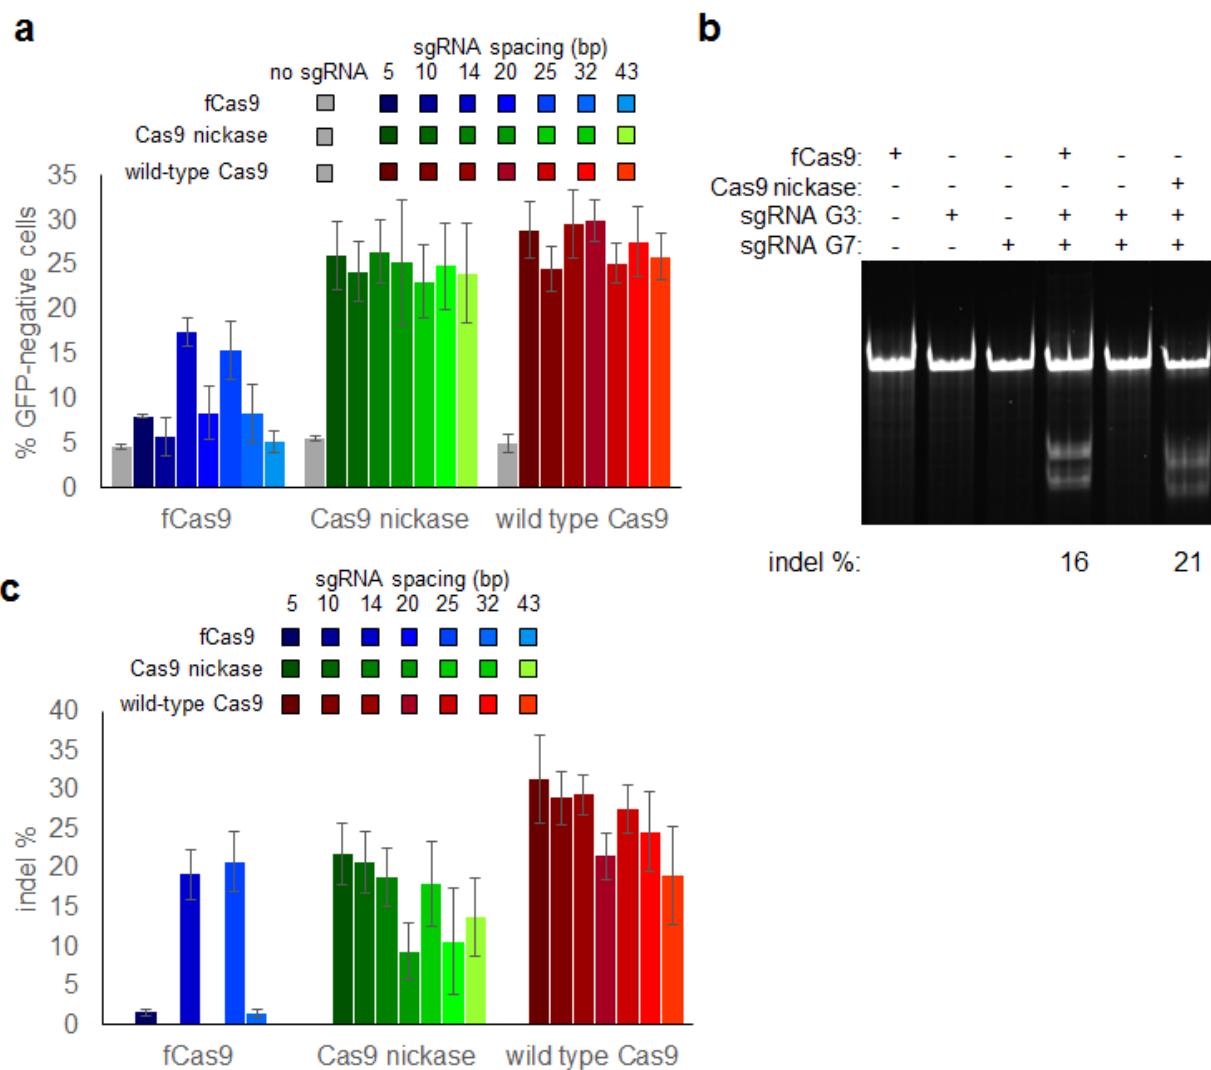 a
sgRNA spacing (bp)
no sgRNA 5 10 14 20 25 32 43
fCas9
Cas9 nickase
wild-type Cas9
% GFP-negative cells
35
30
25
20
15
10
5
0
fCas9 Cas9 nickase wild type Cas9
b
fCas9: + - - + - -
Cas9 nickase: - - - - - +
sgRNA G3: - + - + + +
sgRNA G7: - - + + + +
indel %: 16 21
c
sgRNA spacing (bp)
5 10 14 20 25 32 43
fCas9
Cas9 nickase
wild-type Cas9
indel %
40
35
30
25
20
15
10
5
0
fCas9 Cas9 nickase wild type Cas9